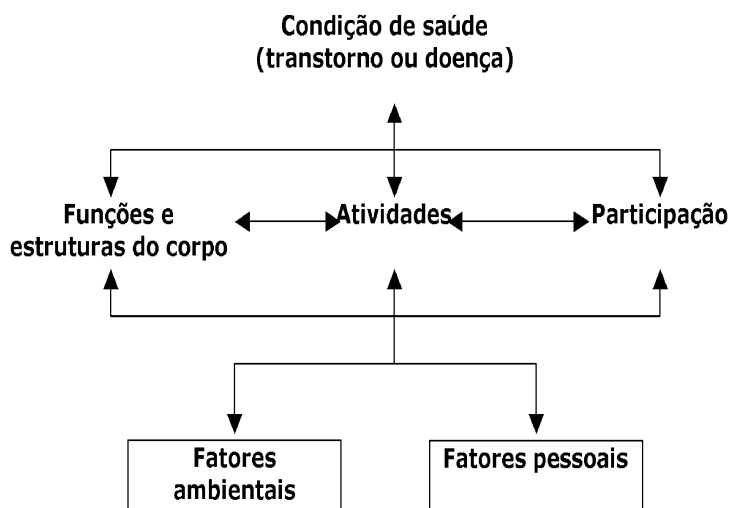 Condição de saúde
(transtorno ou doença)
Funções e
estruturas do corpo
Atividades
Participação
Fatores
ambientais
Fatores pessoais